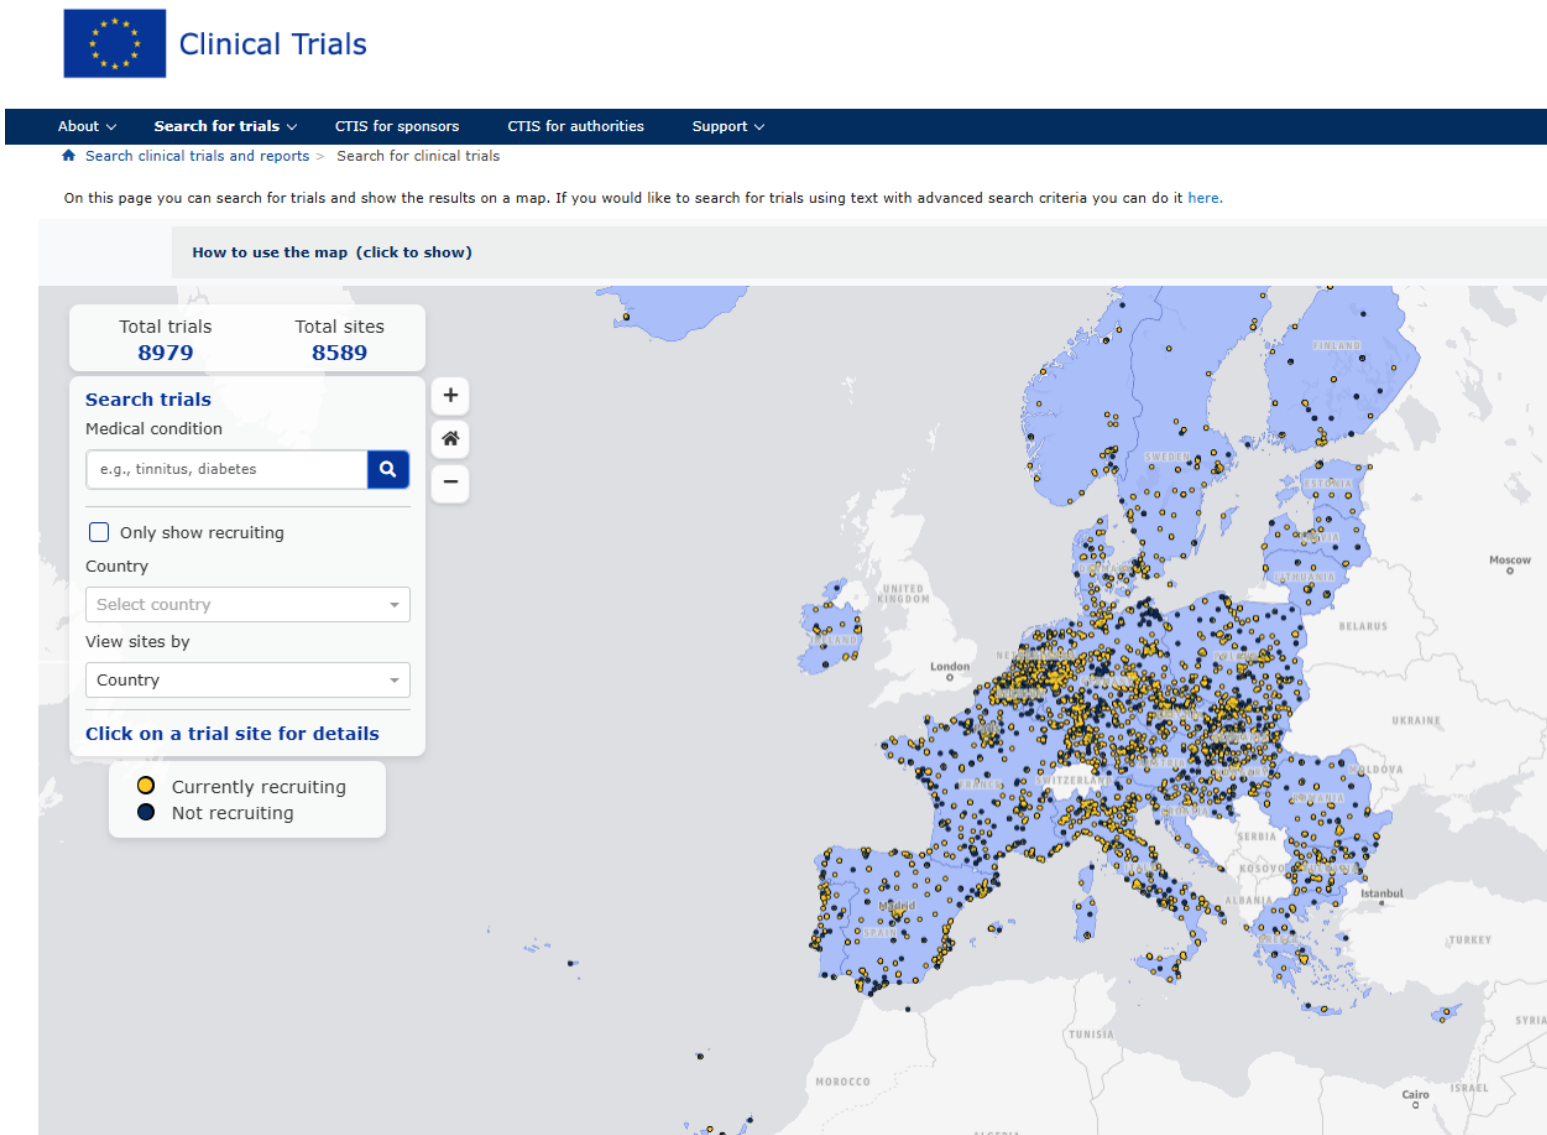 Clinical Trials
About
Search for trials
CTIS for sponsors
CTIS for authorities
Support
Search clinical trials and reports > Search for clinical trials
On this page you can search for trials and show the results on a map. If you would like to search for trials using text with advanced search criteria you can do it here.
How to use the map (click to show)
Total trials
8979
Total sites
8589
Search trials
Medical condition
e.g., tinnitus, diabetes
Only show recruiting
Country
Select country
View sites by
Country
Click on a trial site for details
Currently recruiting
Not recruiting
+
−
FINLAND
SWEDEN
ESTONIA
LATVIA
LITHUANIA
Moscow
UNITED
KINGDOM
IRELAND
BELARUS
London
UKRAINE
MOLDOVA
SWITZERLAND
FRANCE
AUSTRIA
ROMANIA
CROATIA
SERBIA
KOSOVO
ALBANIA
Istanbul
Madrid
SPAIN
GREECE
TURKEY
TUNISIA
SYRIA
MOROCCO
Cairo
ISRAEL
ALGERIA